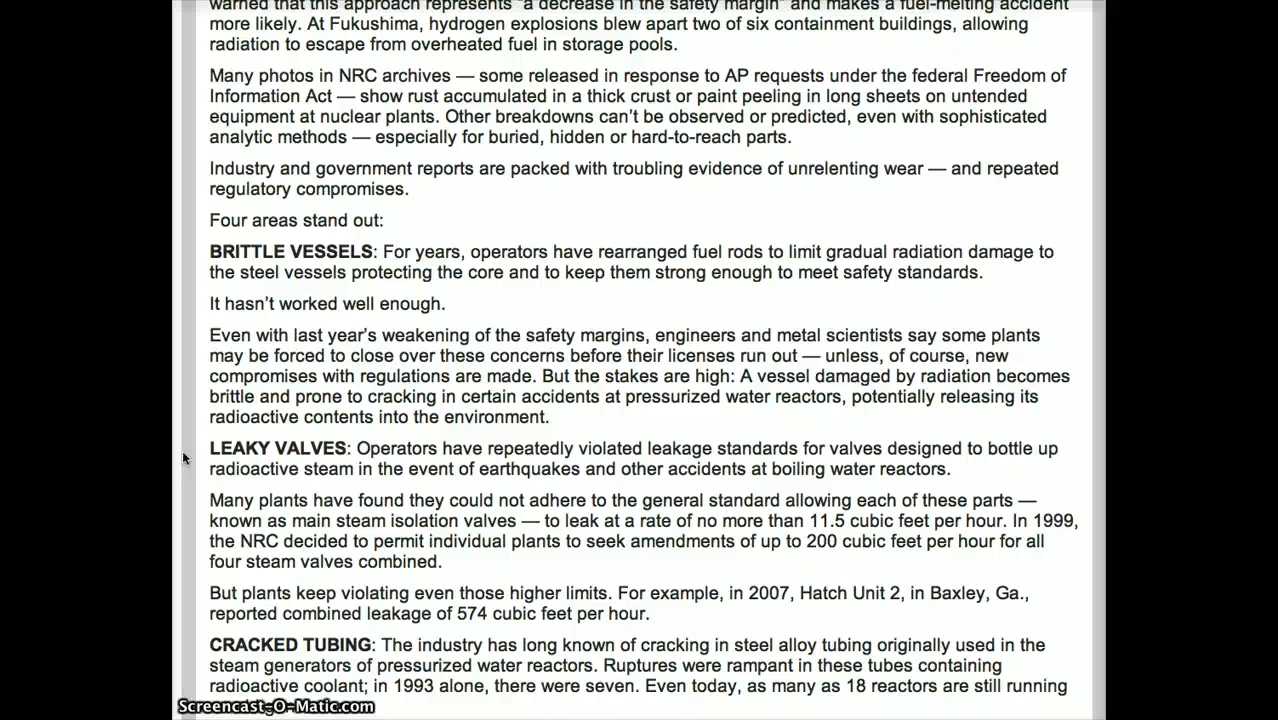 warned that this approach represents "a decrease in the safety margin" and makes a fuel-melting accident
more likely. At Fukushima, hydrogen explosions blew apart two of six containment buildings, allowing
radiation to escape from overheated fuel in storage pools.
Many photos in NRC archives — some released in response to AP requests under the federal Freedom of
Information Act — show rust accumulated in a thick crust or paint peeling in long sheets on untended
equipment at nuclear plants. Other breakdowns can't be observed or predicted, even with sophisticated
analytic methods — especially for buried, hidden or hard-to-reach parts.
Industry and government reports are packed with troubling evidence of unrelenting wear — and repeated
regulatory compromises.
Four areas stand out:
BRITTLE VESSELS: For years, operators have rearranged fuel rods to limit gradual radiation damage to
the steel vessels protecting the core and to keep them strong enough to meet safety standards.
It hasn't worked well enough.
Even with last year's weakening of the safety margins, engineers and metal scientists say some plants
may be forced to close over these concerns before their licenses run out — unless, of course, new
compromises with regulations are made. But the stakes are high: A vessel damaged by radiation becomes
brittle and prone to cracking in certain accidents at pressurized water reactors, potentially releasing its
radioactive contents into the environment.
LEAKY VALVES: Operators have repeatedly violated leakage standards for valves designed to bottle up
radioactive steam in the event of earthquakes and other accidents at boiling water reactors.
Many plants have found they could not adhere to the general standard allowing each of these parts —
known as main steam isolation valves — to leak at a rate of no more than 11.5 cubic feet per hour. In 1999,
the NRC decided to permit individual plants to seek amendments of up to 200 cubic feet per hour for all
four steam valves combined.
But plants keep violating even those higher limits. For example, in 2007, Hatch Unit 2, in Baxley, Ga.,
reported combined leakage of 574 cubic feet per hour.
CRACKED TUBING: The industry has long known of cracking in steel alloy tubing originally used in the
steam generators of pressurized water reactors. Ruptures were rampant in these tubes containing
radioactive coolant; in 1993 alone, there were seven. Even today, as many as 18 reactors are still running
Screencast-O-Matic.com